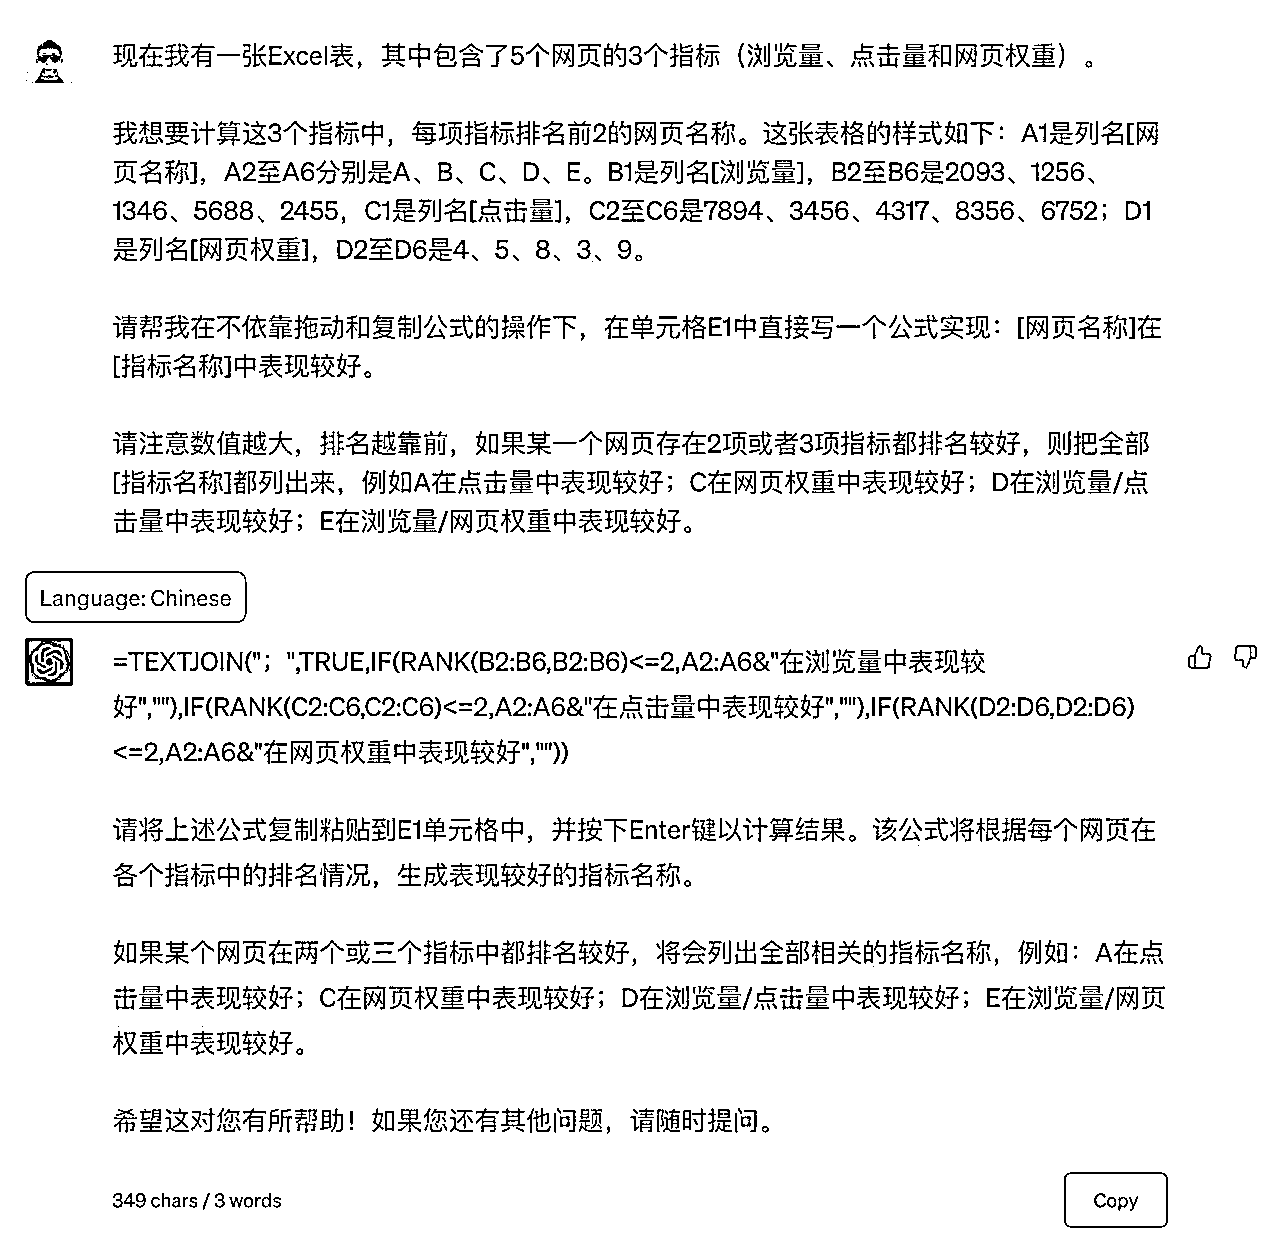 现在我有一张Excel表，其中包含了5个网页的3个指标（浏览量、点击量和网页权重）。
我想要计算这3个指标中，每项指标排名前2的网页名称。这张表格的样式如下：A1是列名[网
页名称]，A2至A6分别是A、B、C、D、E。B1是列名[浏览量]，B2至B6是2093、1256、
1346、5688、2455，C1是列名[点击量]，C2至C6是7894、3456、4317、8356、6752；D1
是列名[网页权重]，D2至D6是4、5、8、3、9。
请帮我在不依靠拖动和复制公式的操作下，在单元格E1中直接写一个公式实现：[网页名称]在
[指标名称]中表现较好。
请注意数值越大，排名越靠前，如果某一个网页存在2项或者3项指标都排名较好，则把全部
[指标名称]都列出来，例如A在点击量中表现较好；C在网页权重中表现较好；D在浏览量/点
击量中表现较好；E在浏览量/网页权重中表现较好。
Language: Chinese
=TEXTJOIN("；",TRUE,IF(RANK(B2:B6,B2:B6)<=2,A2:A6&"在浏览量中表现较
好",""),IF(RANK(C2:C6,C2:C6)<=2,A2:A6&"在点击量中表现较好",""),IF(RANK(D2:D6,D2:D6)
<=2,A2:A6&"在网页权重中表现较好",""))
请将上述公式复制粘贴到E1单元格中，并按下Enter键以计算结果。该公式将根据每个网页在
各个指标中的排名情况，生成表现较好的指标名称。
如果某个网页在两个或三个指标中都排名较好，将会列出全部相关的指标名称，例如：A在点
击量中表现较好；C在网页权重中表现较好；D在浏览量/点击量中表现较好；E在浏览量/网页
权重中表现较好。
希望这对您有所帮助！如果您还有其他问题，请随时提问。
349 chars / 3 words
Copy